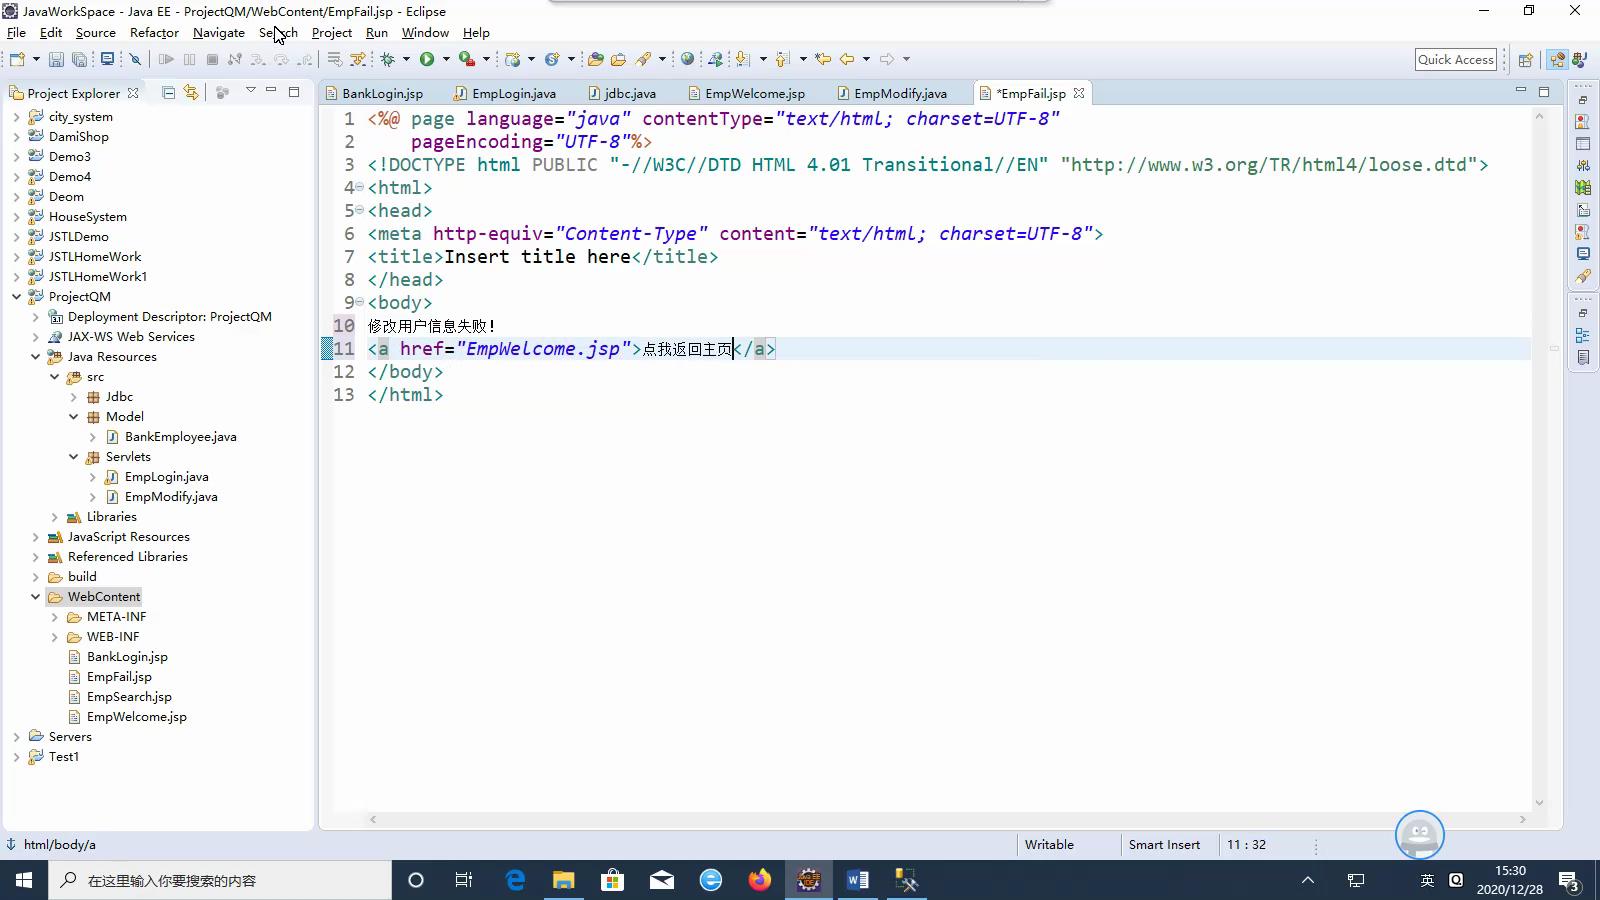 JavaWorkSpace - Java EE - ProjectQM/WebContent/EmpFail.jsp - Eclipse
File Edit Source Refactor Navigate Search Project Run Window Help
Quick Access
Project Explorer
BankLogin.jsp EmpLogin.java jdbc.java EmpWelcome.jsp EmpModify.java *EmpFail.jsp
city_system
DamiShop
Demo3
Demo4
Deom
HouseSystem
JSTLDemo
JSTLHomeWork
JSTLHomeWork1
ProjectQM
Deployment Descriptor: ProjectQM
JAX-WS Web Services
Java Resources
src
Jdbc
Model
BankEmployee.java
Servlets
EmpLogin.java
EmpModify.java
Libraries
JavaScript Resources
Referenced Libraries
build
WebContent
META-INF
WEB-INF
BankLogin.jsp
EmpFail.jsp
EmpSearch.jsp
EmpWelcome.jsp
Servers
Test1
1 <%@ page language="java" contentType="text/html; charset=UTF-8"
2 pageEncoding="UTF-8"%>
3 <!DOCTYPE html PUBLIC "-//W3C//DTD HTML 4.01 Transitional//EN" "http://www.w3.org/TR/html4/loose.dtd">
4 <html>
5 <head>
6 <meta http-equiv="Content-Type" content="text/html; charset=UTF-8">
7 <title>Insert title here</title>
8 </head>
9 <body>
10 修改用户信息失败!
11 <a href="EmpWelcome.jsp">点我返回主页</a>
12 </body>
13 </html>
html/body/a
Writable Smart Insert 11 : 32
在这里输入你要搜索的内容
英
15:30
2020/12/28
3